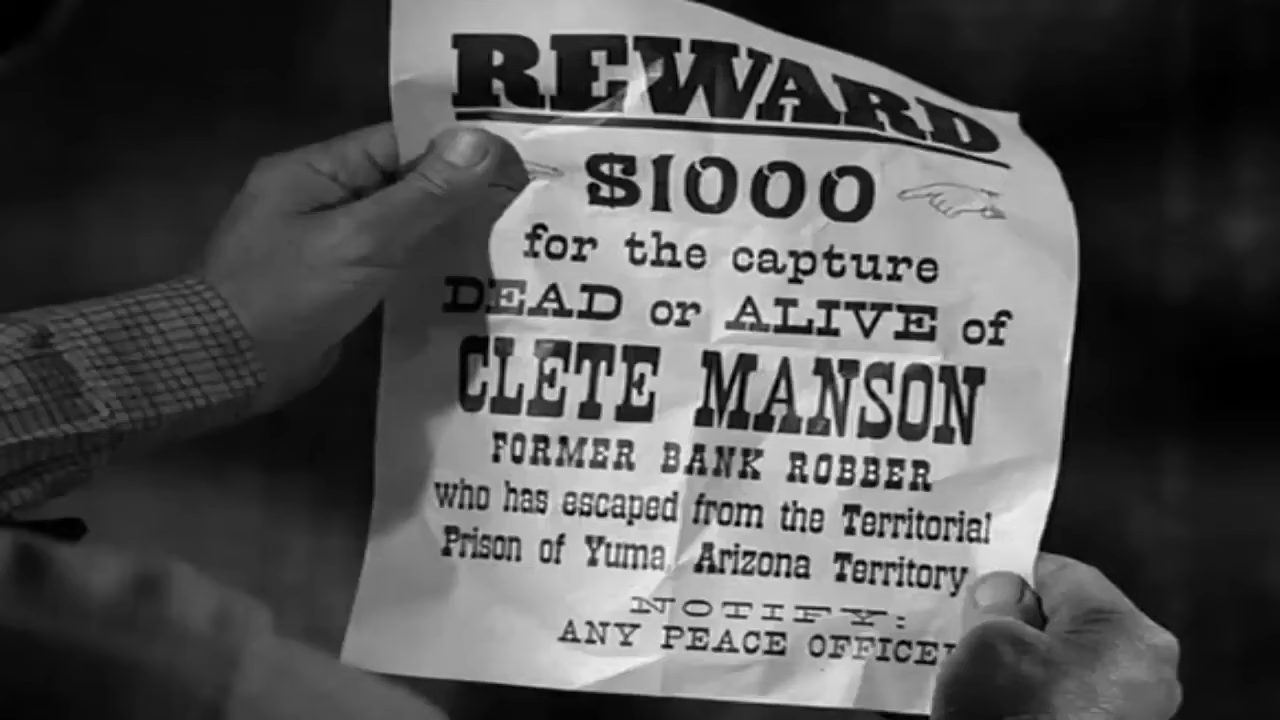 REWARD
$1000
for the capture
DEAD or ALIVE of
CLETE MANSON
FORMER BANK ROBBER
who has escaped from the Territorial
Prison of Yuma, Arizona Territory
NOTIFY:
ANY PEACE OFFICER